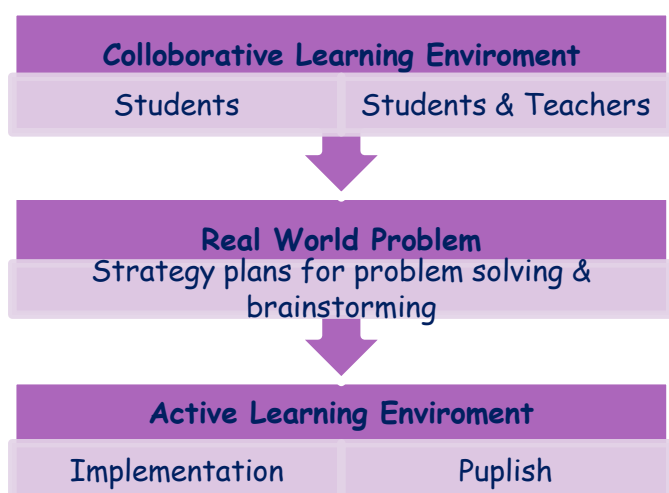 Colloborative Learning Enviroment
Students
Students & Teachers
Real World Problem
Strategy plans for problem solving &
brainstorming
Active Learning Enviroment
Implementation
Puplish